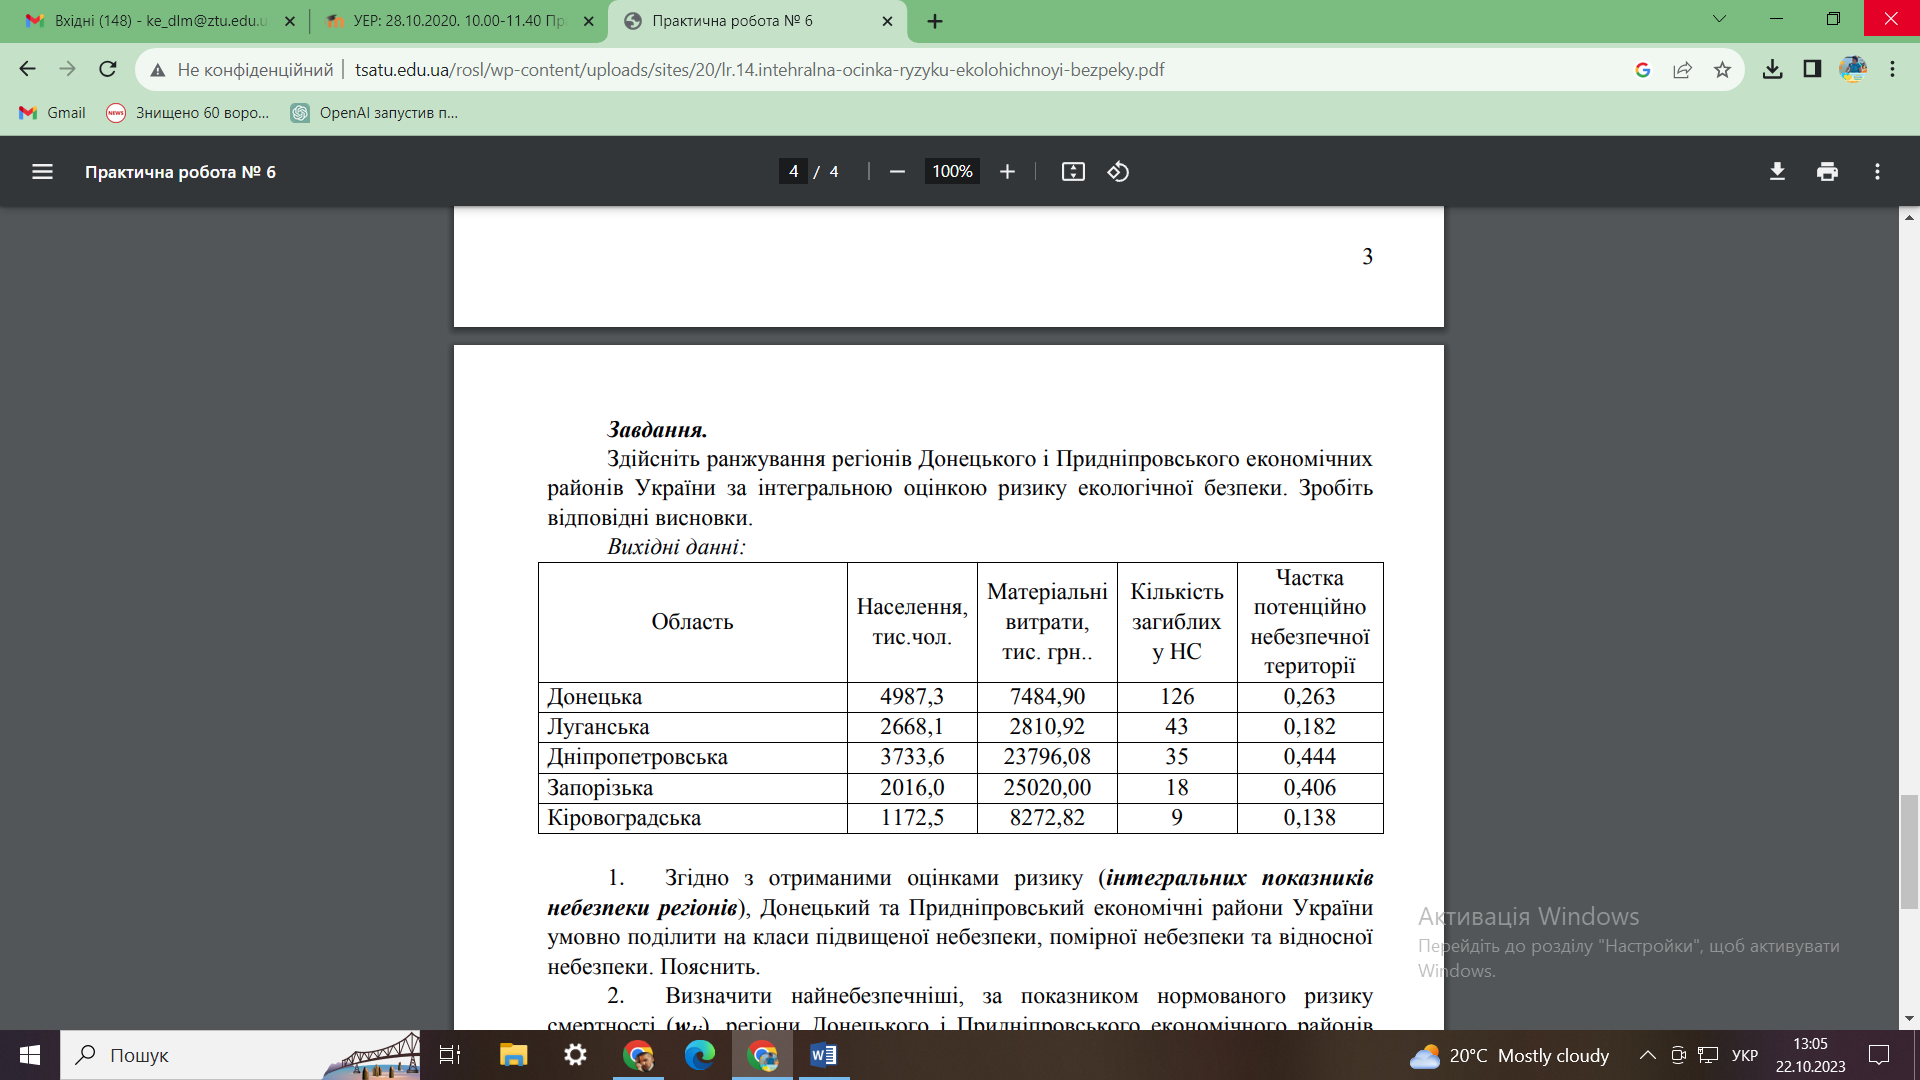 Вхідні (148) - ke_dlm@ztu.edu.u
УЕР: 28.10.2020. 10.00-11.40 Пр
Практична робота № 6
Не конфіденційний
tsatu.edu.ua/rosl/wp-content/uploads/sites/20/lr.14.intehralna-ocinka-ryzyku-ekolohichnoyi-bezpeky.pdf
Gmail
NEWS
Знищено 60 воро...
OpenAI запустив п...
Практична робота № 6
4 / 4
100%
3
Завдання.
Здійсніть ранжування регіонів Донецького і Придніпровського економічних
районів України за інтегральною оцінкою ризику екологічної безпеки. Зробіть
відповідні висновки.
Вихідні данні:
Область
Населення,
тис.чол.
Матеріальні
витрати,
тис. грн..
Кількість
загиблих
у НС
Частка
потенційно
небезпечної
території
Донецька 4987,3 7484,90 126 0,263
Луганська 2668,1 2810,92 43 0,182
Дніпропетровська 3733,6 23796,08 35 0,444
Запорізька 2016,0 25020,00 18 0,406
Кіровоградська 1172,5 8272,82 9 0,138
1. Згідно з отриманими оцінками ризику (інтегральних показників
небезпеки регіонів), Донецький та Придніпровський економічні райони України
умовно поділити на класи підвищеної небезпеки, помірної небезпеки та відносної
небезпеки. Пояснить.
2. Визначити найнебезпечніші, за показником нормованого ризику
смертності (w₁ⱼ), регіони Донецького і Придніпровського економічного районів
Активація Windows
Перейдіть до розділу "Настройки", щоб активувати
Windows.
Пошук
20°C Mostly cloudy
УКР
13:05
22.10.2023